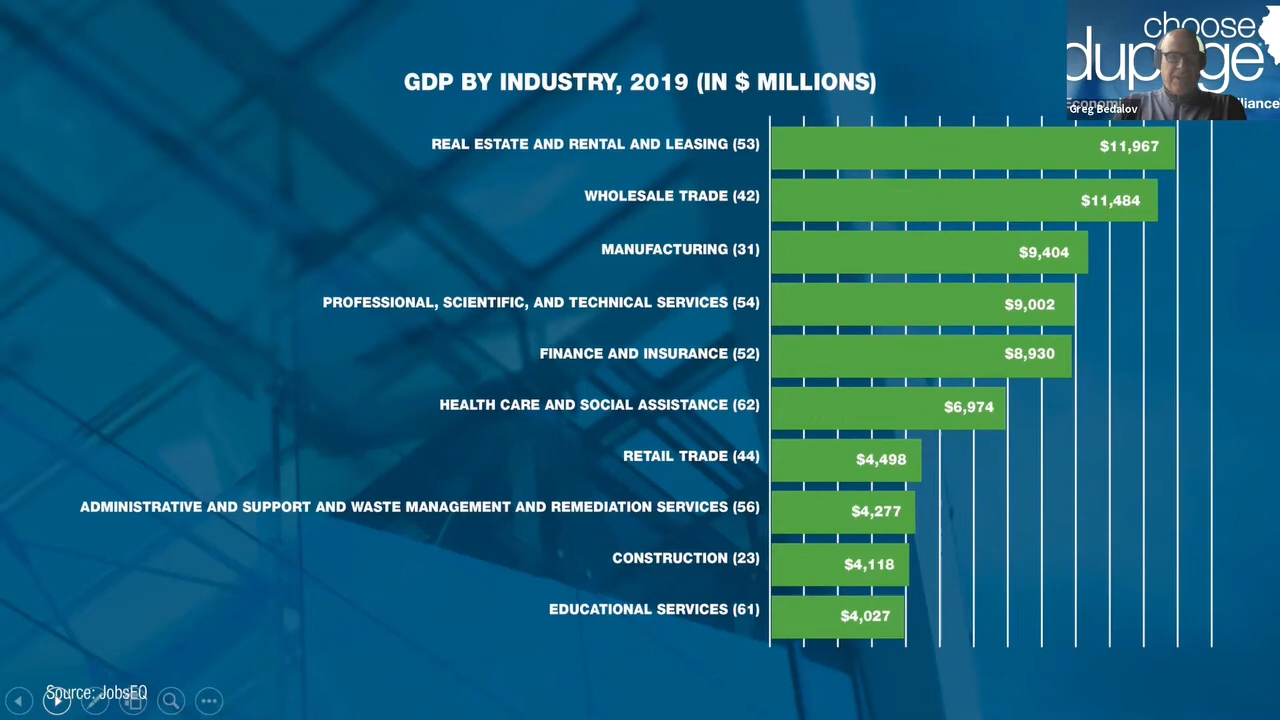 choose
GDP BY INDUSTRY, 2019 (IN $ MILLIONS)
Greg Bedalov
REAL ESTATE AND RENTAL AND LEASING (53) $11,967
WHOLESALE TRADE (42) $11,484
MANUFACTURING (31) $9,404
PROFESSIONAL, SCIENTIFIC, AND TECHNICAL SERVICES (54) $9,002
FINANCE AND INSURANCE (52) $8,930
HEALTH CARE AND SOCIAL ASSISTANCE (62) $6,974
RETAIL TRADE (44) $4,498
ADMINISTRATIVE AND SUPPORT AND WASTE MANAGEMENT AND REMEDIATION SERVICES (56) $4,277
CONSTRUCTION (23) $4,118
EDUCATIONAL SERVICES (61) $4,027
Source: JobsEQ